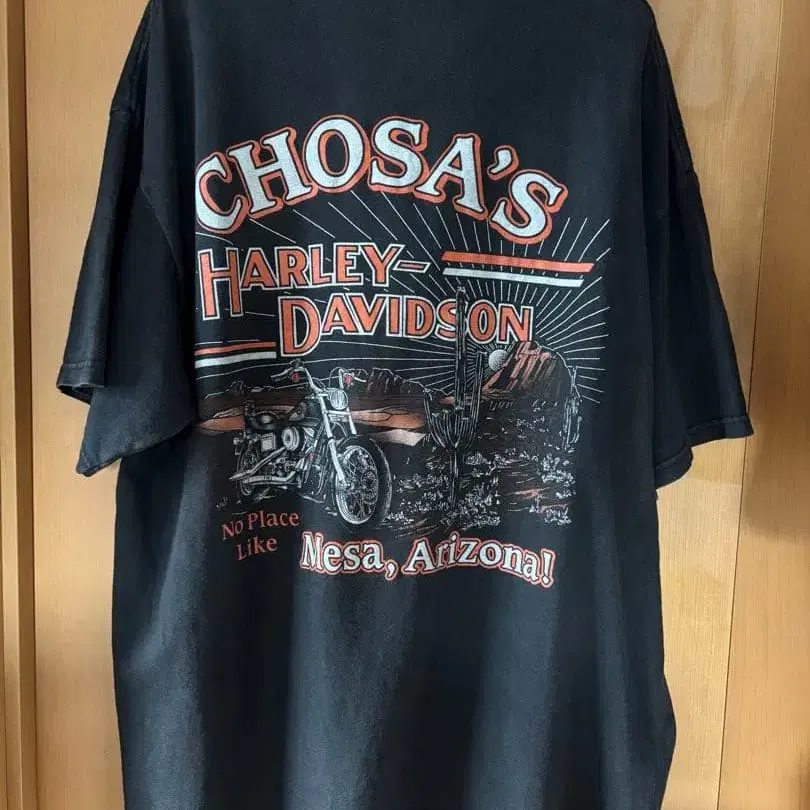 CHOSA'S
HARLEY-
DAVIDSON
No Place
Like
Mesa, Arizona!